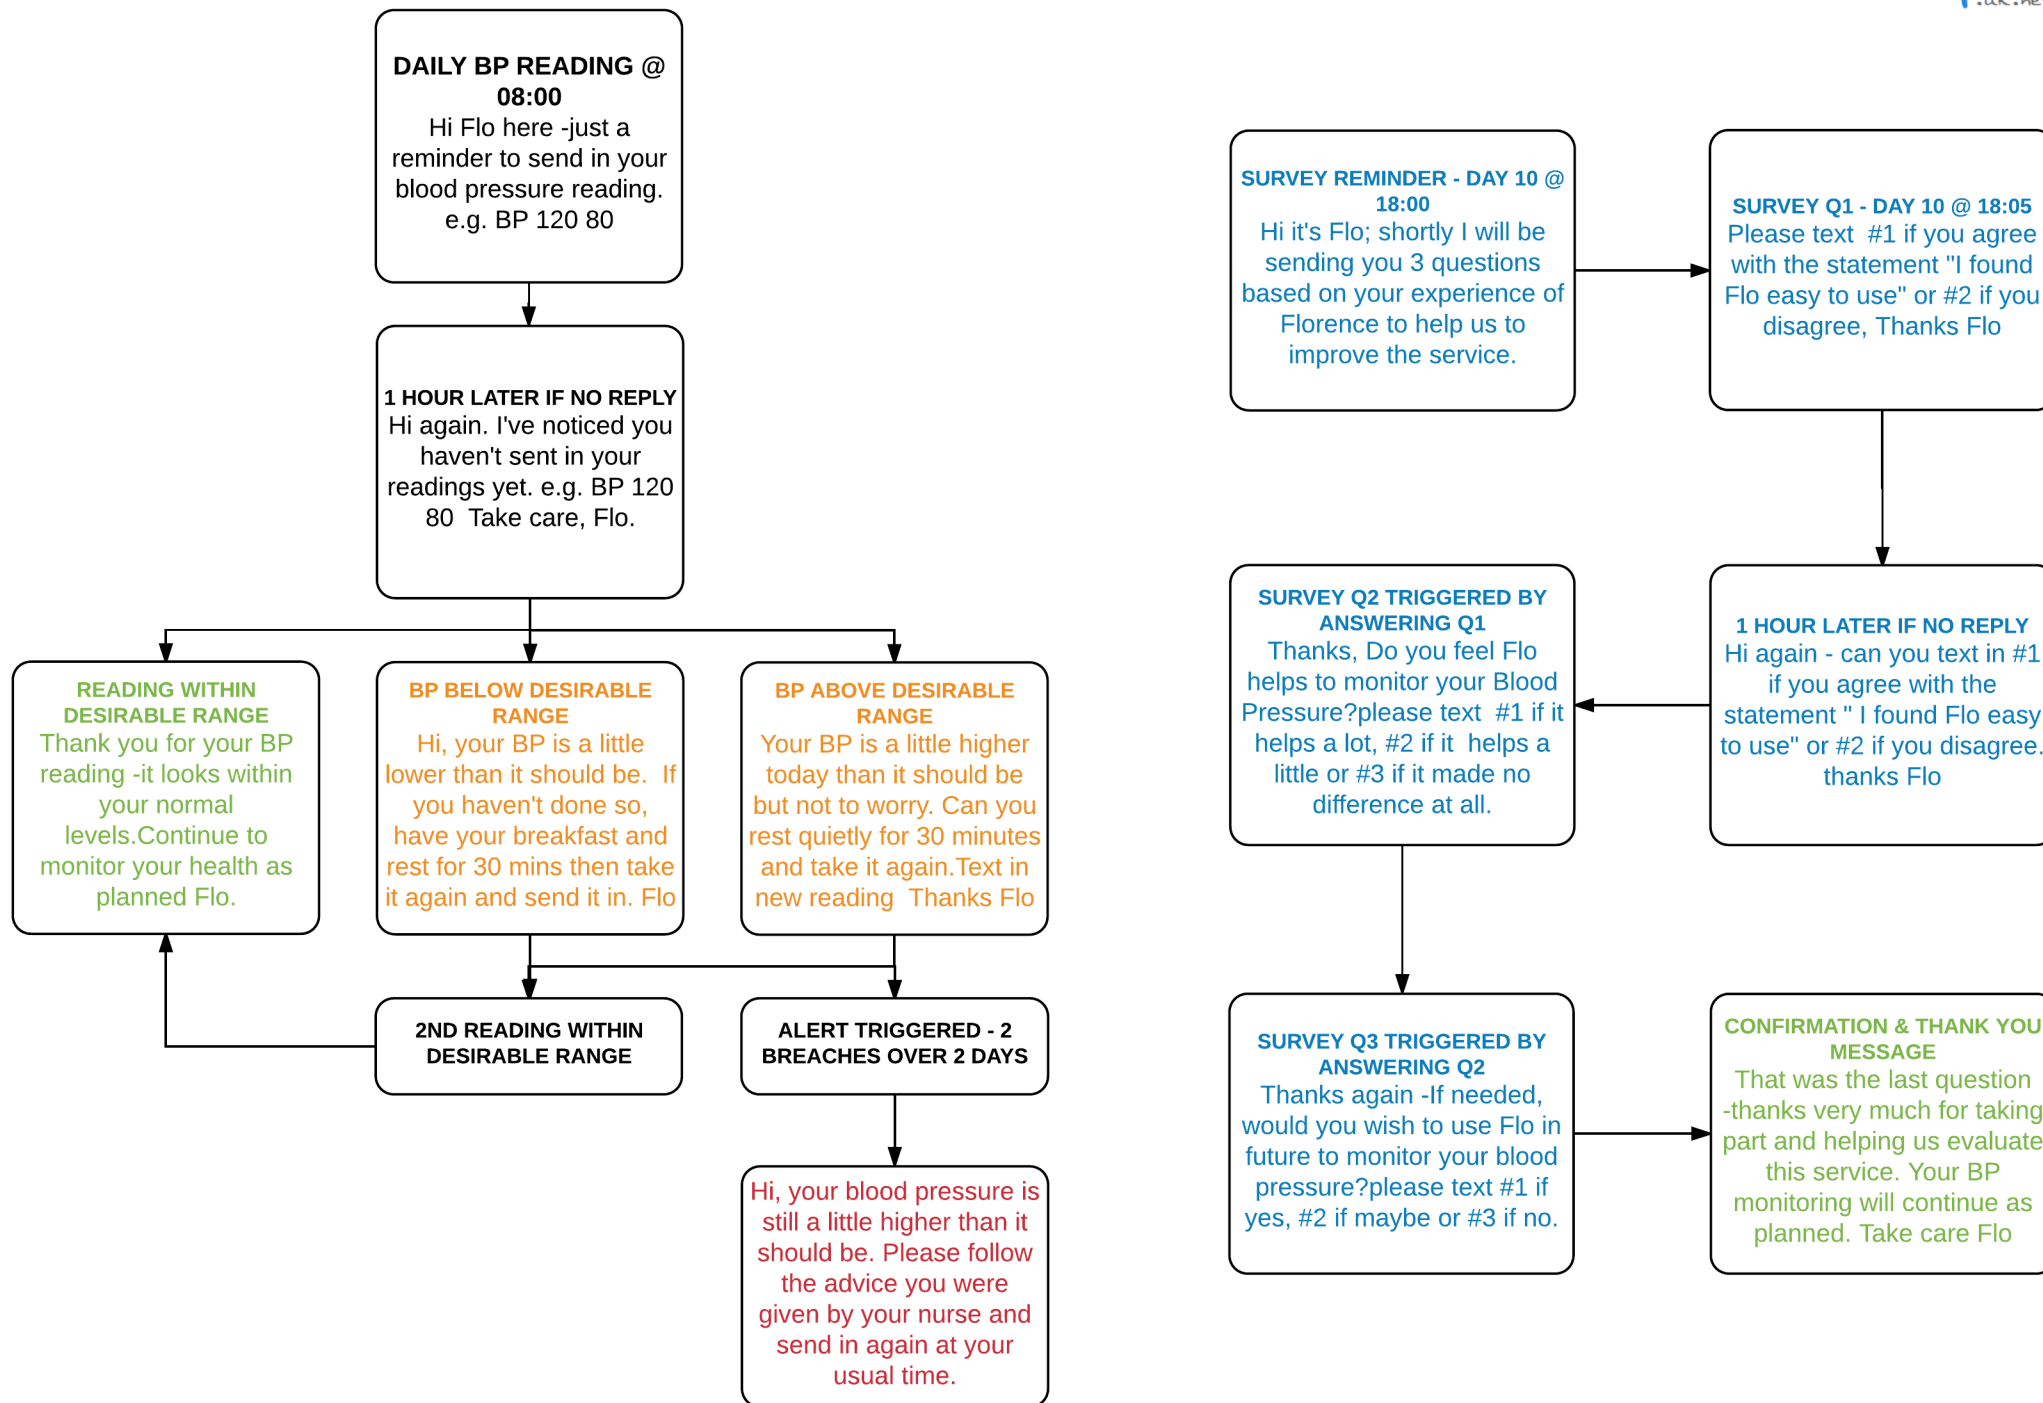 DAILY BP READING @
08:00
Hi Flo here -just a
reminder to send in your
blood pressure reading.
e.g. BP 120 80
1 HOUR LATER IF NO REPLY
Hi again. I've noticed you
haven't sent in your
readings yet. e.g. BP 120
80  Take care, Flo.
READING WITHIN
DESIRABLE RANGE
Thank you for your BP
reading -it looks within
your normal
levels.Continue to
monitor your health as
planned Flo.
BP BELOW DESIRABLE
RANGE
Hi, your BP is a little
lower than it should be.  If
you haven't done so,
have your breakfast and
rest for 30 mins then take
it again and send it in. Flo
BP ABOVE DESIRABLE
RANGE
Your BP is a little higher
today than it should be
but not to worry. Can you
rest quietly for 30 minutes
and take it again.Text in
new reading  Thanks Flo
2ND READING WITHIN
DESIRABLE RANGE
ALERT TRIGGERED - 2
BREACHES OVER 2 DAYS
Hi, your blood pressure is
still a little higher than it
should be. Please follow
the advice you were
given by your nurse and
send in again at your
usual time.
SURVEY REMINDER - DAY 10 @
18:00
Hi it's Flo; shortly I will be
sending you 3 questions
based on your experience of
Florence to help us to
improve the service.
SURVEY Q1 - DAY 10 @ 18:05
Please text  #1 if you agree
with the statement "I found
Flo easy to use" or #2 if you
disagree, Thanks Flo
1 HOUR LATER IF NO REPLY
Hi again - can you text in #1
if you agree with the
statement " I found Flo easy
to use" or #2 if you disagree.
thanks Flo
SURVEY Q2 TRIGGERED BY
ANSWERING Q1
Thanks, Do you feel Flo
helps to monitor your Blood
Pressure?please text  #1 if it
helps a lot, #2 if it  helps a
little or #3 if it made no
difference at all.
SURVEY Q3 TRIGGERED BY
ANSWERING Q2
Thanks again -If needed,
would you wish to use Flo in
future to monitor your blood
pressure?please text #1 if
yes, #2 if maybe or #3 if no.
CONFIRMATION & THANK YOU
MESSAGE
That was the last question
-thanks very much for taking
part and helping us evaluate
this service. Your BP
monitoring will continue as
planned. Take care Flo